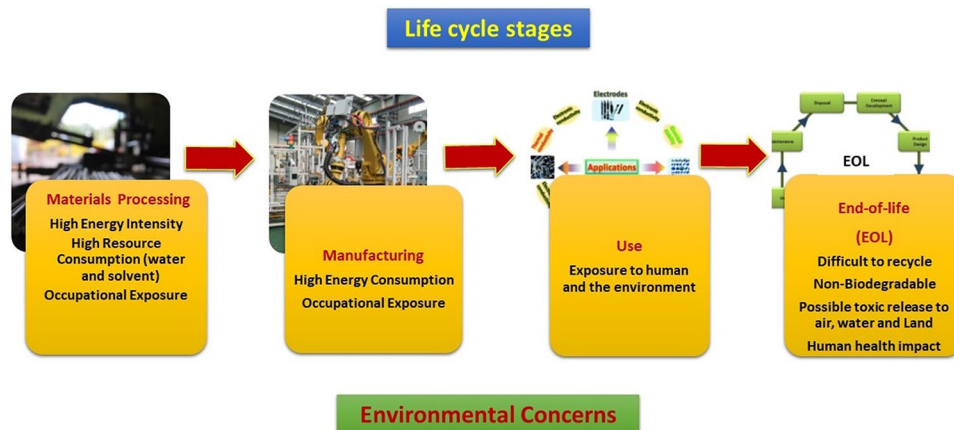 Life cycle stages
Electrodes
Applications
Disposal
Concept
Development
Product
Design
EOL
Materials Processing
High Energy Intensity
High Resource
Consumption (water
and solvent)
Occupational Exposure
Manufacturing
High Energy Consumption
Occupational Exposure
Use
Exposure to human
and the environment
End-of-life
(EOL)
Difficult to recycle
Non-Biodegradable
Possible toxic release to
air, water and Land
Human health impact
Environmental Concerns